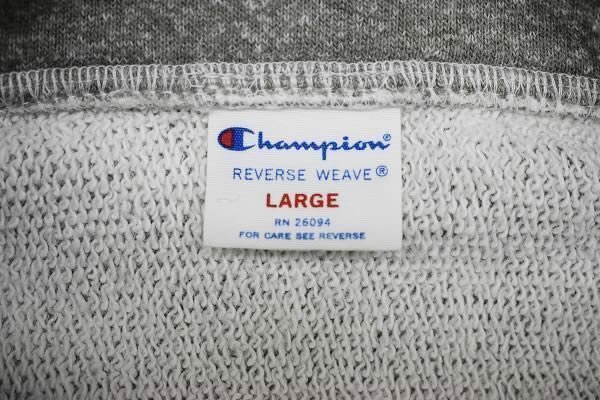 Champion®
REVERSE WEAVE®
LARGE
RN 26094
FOR CARE SEE REVERSE